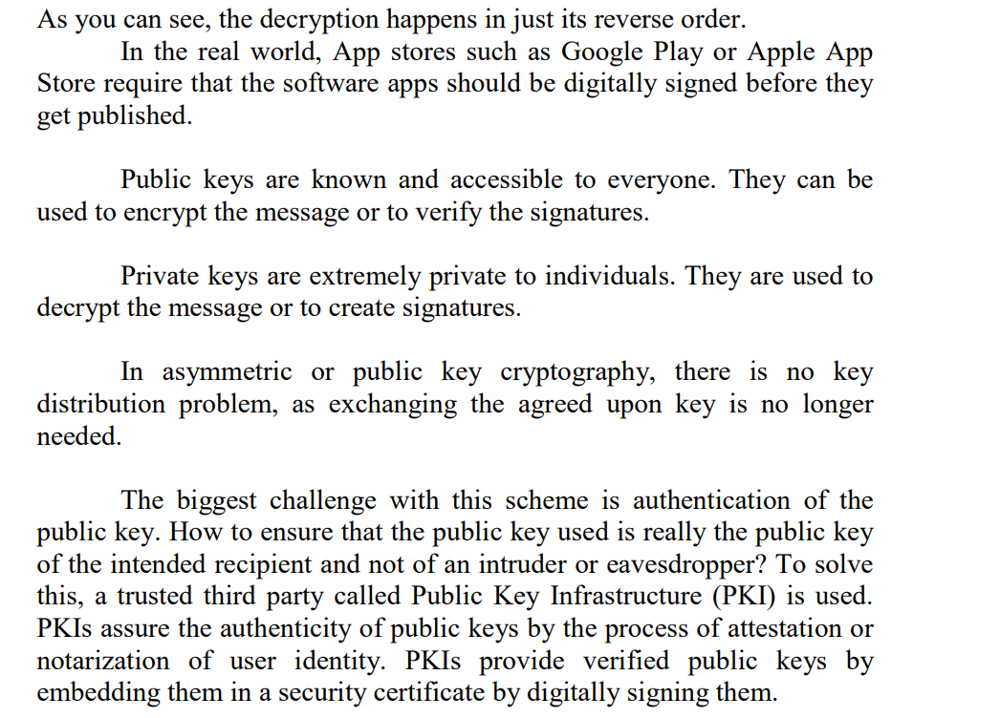 As you can see, the decryption happens in just its reverse order.
In the real world, App stores such as Google Play or Apple App
Store require that the software apps should be digitally signed before they
get published.
Public keys are known and accessible to everyone. They can be
used to encrypt the message or to verify the signatures.
Private keys are extremely private to individuals. They are used to
decrypt the message or to create signatures.
In asymmetric or public key cryptography, there is no key
distribution problem, as exchanging the agreed upon key is no longer
needed.
The biggest challenge with this scheme is authentication of the
public key. How to ensure that the public key used is really the public key
of the intended recipient and not of an intruder or eavesdropper? To solve
this, a trusted third party called Public Key Infrastructure (PKI) is used.
PKIs assure the authenticity of public keys by the process of attestation or
notarization of user identity. PKIs provide verified public keys by
embedding them in a security certificate by digitally signing them.